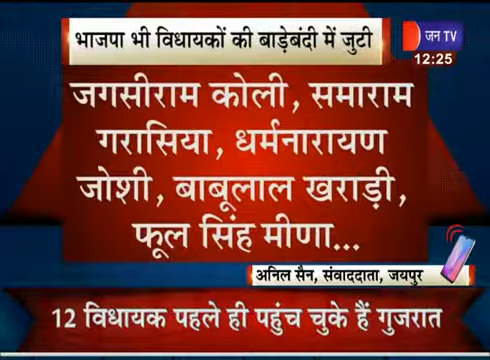 भाजपा भी विधायकों की बाड़ेबंदी में जुटी
जन TV
12:25
जगसीराम कोली, समाराम
गरासिया, धर्मनारायण
जोशी, बाबूलाल खराड़ी,
फूल सिंह मीणा...
अनिल सैन, संवाददाता, जयपुर
12 विधायक पहले ही पहुंच चुके हैं गुजरात